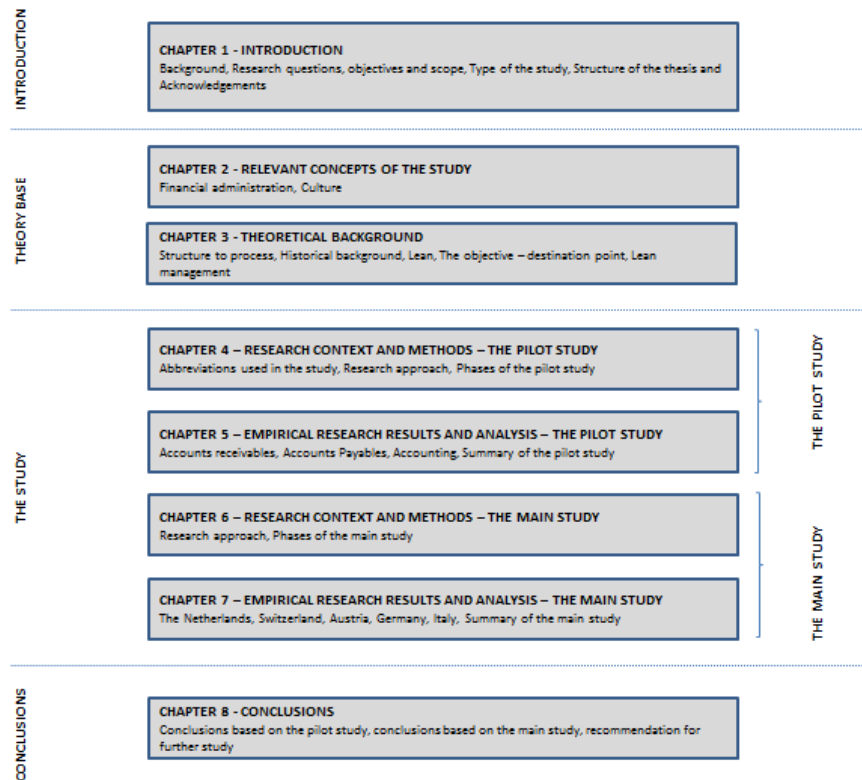 INTRODUCTION
CHAPTER 1 - INTRODUCTION
Background, Research questions, objectives and scope, Type of the study, Structure of the thesis and
Acknowledgements
THEORY BASE
CHAPTER 2 - RELEVANT CONCEPTS OF THE STUDY
Financial administration, Culture
CHAPTER 3 - THEORETICAL BACKGROUND
Structure to process, Historical background, Lean, The objective – destination point, Lean
management
THE STUDY
CHAPTER 4 – RESEARCH CONTEXT AND METHODS – THE PILOT STUDY
Abbreviations used in the study, Research approach, Phases of the pilot study
CHAPTER 5 – EMPIRICAL RESEARCH RESULTS AND ANALYSIS – THE PILOT STUDY
Accounts receivables, Accounts Payables, Accounting, Summary of the pilot study
THE PILOT STUDY
CHAPTER 6 – RESEARCH CONTEXT AND METHODS – THE MAIN STUDY
Research approach, Phases of the main study
CHAPTER 7 – EMPIRICAL RESEARCH RESULTS AND ANALYSIS – THE MAIN STUDY
The Netherlands, Switzerland, Austria, Germany, Italy, Summary of the main study
THE MAIN STUDY
CONCLUSIONS
CHAPTER 8 - CONCLUSIONS
Conclusions based on the pilot study, conclusions based on the main study, recommendation for
further study